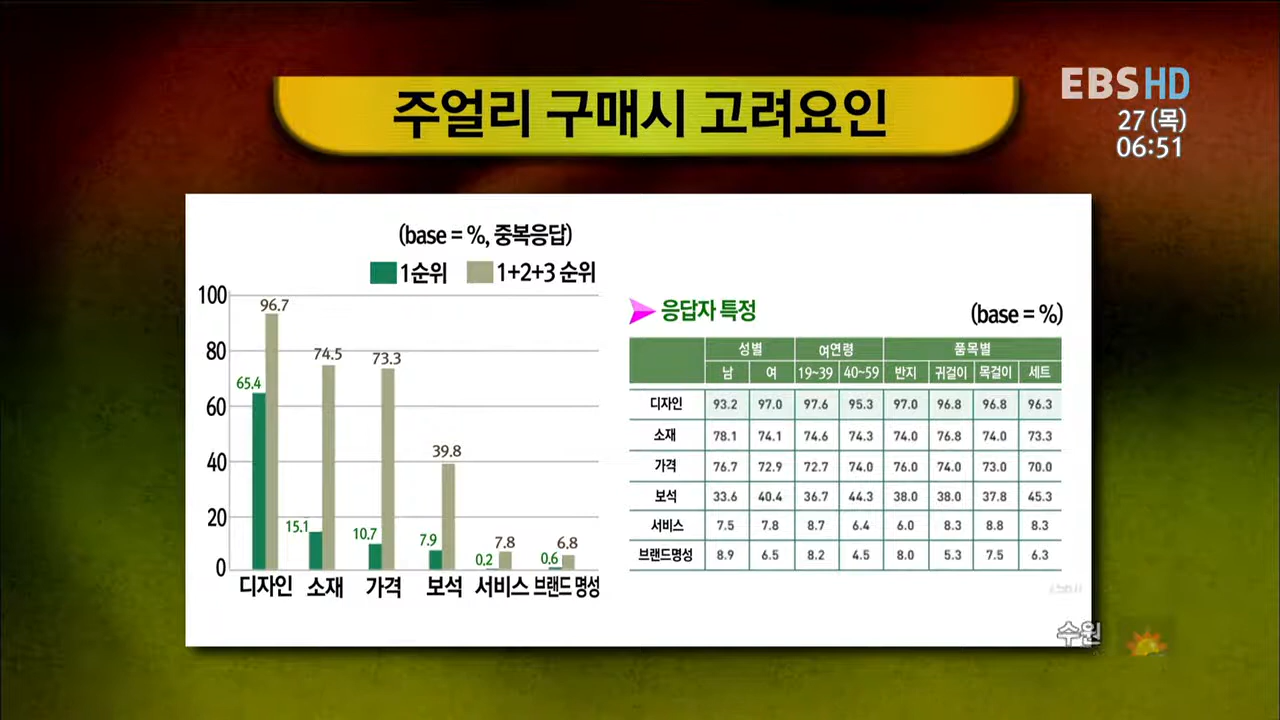 주얼리 구매시 고려요인
EBS HD
27 (목)
06:51
(base = %, 중복응답)
1순위 1+2+3 순위
100
80
60
40
20
0
96.7
65.4
74.5
15.1
73.3
10.7
39.8
7.9
7.8
0.2
6.8
0.6
디자인 소재 가격 보석 서비스 브랜드 명성
응답자 특정 (base = %)
성별 여연령 품목별
남 여 19~39 40~59 반지 귀걸이 목걸이 세트
디자인 93.2 97.0 97.6 95.3 97.0 96.8 96.8 96.3
소재 78.1 74.1 74.6 74.3 74.0 76.8 74.0 73.3
가격 76.7 72.9 72.7 74.0 76.0 74.0 73.0 70.0
보석 33.6 40.4 36.7 44.3 38.0 38.0 37.8 45.3
서비스 7.5 7.8 8.7 6.4 6.0 8.3 8.8 8.3
브랜드명성 8.9 6.5 8.2 4.5 8.0 5.3 7.5 6.3
수원